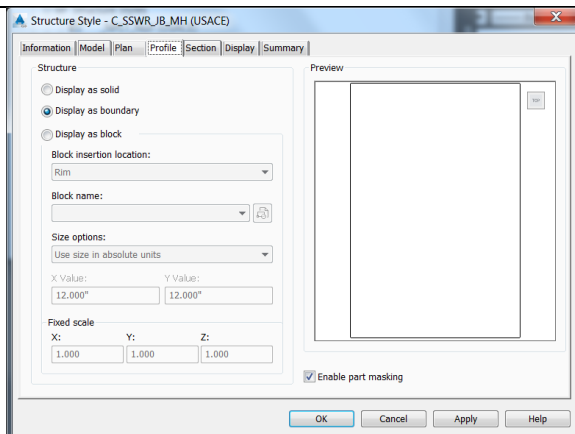 Structure Style - C_SSWR_JB_MH (USACE)
Information Model Plan Profile Section Display Summary
Structure
Display as solid
Display as boundary
Display as block
Block insertion location:
Rim
Block name:
Size options:
Use size in absolute units
X Value: Y Value:
12.000" 12.000"
Fixed scale
X: Y: Z:
1.000 1.000 1.000
Preview
TOP
Enable part masking
OK Cancel Apply Help